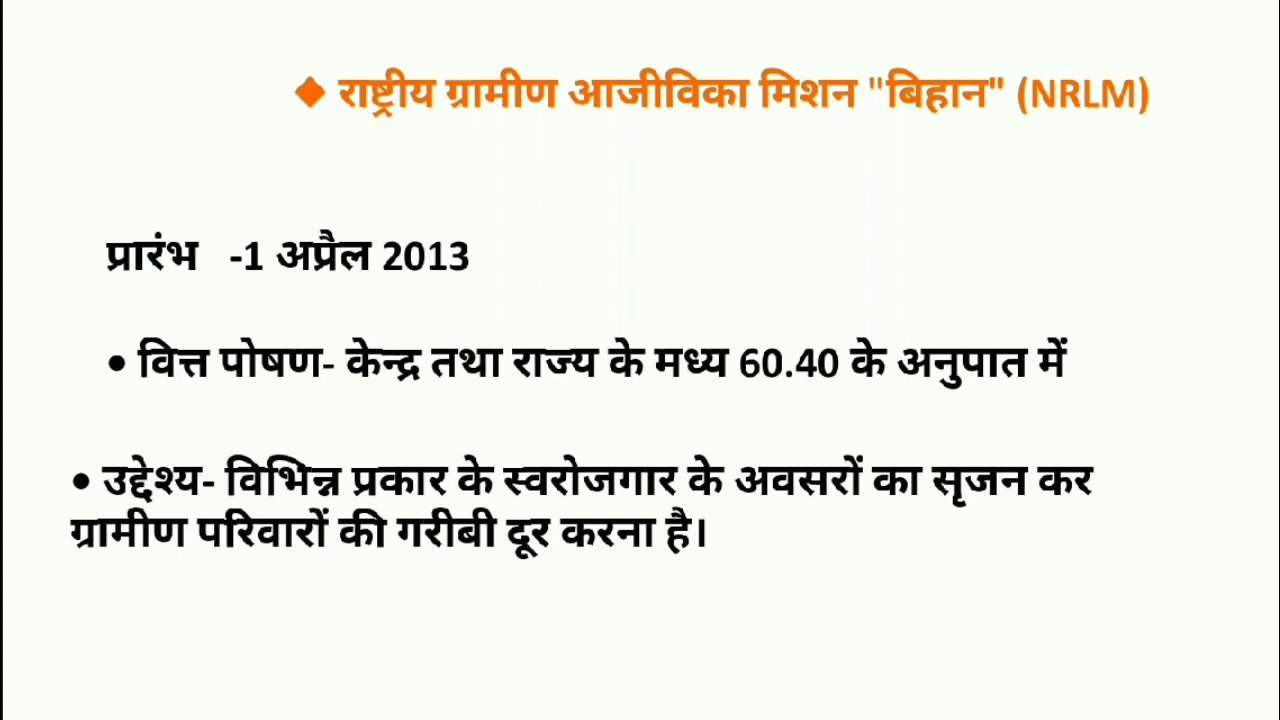 ◆ राष्ट्रीय ग्रामीण आजीविका मिशन "बिहान" (NRLM)
प्रारंभ -1 अप्रैल 2013
• वित्त पोषण- केन्द्र तथा राज्य के मध्य 60.40 के अनुपात में
• उद्देश्य- विभिन्न प्रकार के स्वरोजगार के अवसरों का सृजन कर
ग्रामीण परिवारों की गरीबी दूर करना है।